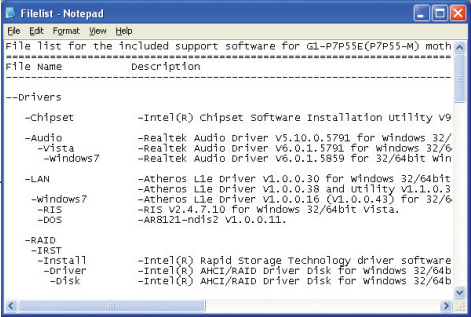 Filelist - Notepad
File Edit Format View Help
File list for the included support software for G1-P7P55E(P7P55-M) moth
================================================================
File Name Description
----------------------------------------------------------------
--Drivers
-Chipset -Intel(R) Chipset Software Installation Utility V9
-Audio -Realtek Audio Driver V5.10.0.5791 for Windows 32/
-Vista -Realtek Audio Driver V6.0.1.5791 for Windows 32/6
-Windows7 -Realtek Audio Driver V6.0.1.5859 for 32/64bit Win
-LAN -Atheros L1e Driver V1.0.0.30 for Windows 32/64bit
-Atheros L1e Driver V1.0.0.38 and Utility V1.1.0.3
-Windows7 -Atheros L1e Driver V1.0.0.16 (V1.0.0.43) for 32/6
-RIS -RIS V2.4.7.10 for Windows 32/64bit Vista.
-DOS -AR8121-ndis2 V1.0.0.11.
-RAID
-IRST
-Install -Intel(R) Rapid Storage Technology driver software
-Driver -Intel(R) AHCI/RAID Driver Disk for Windows 32/64b
-Disk -Intel(R) AHCI/RAID Driver Disk for Windows 32/64b